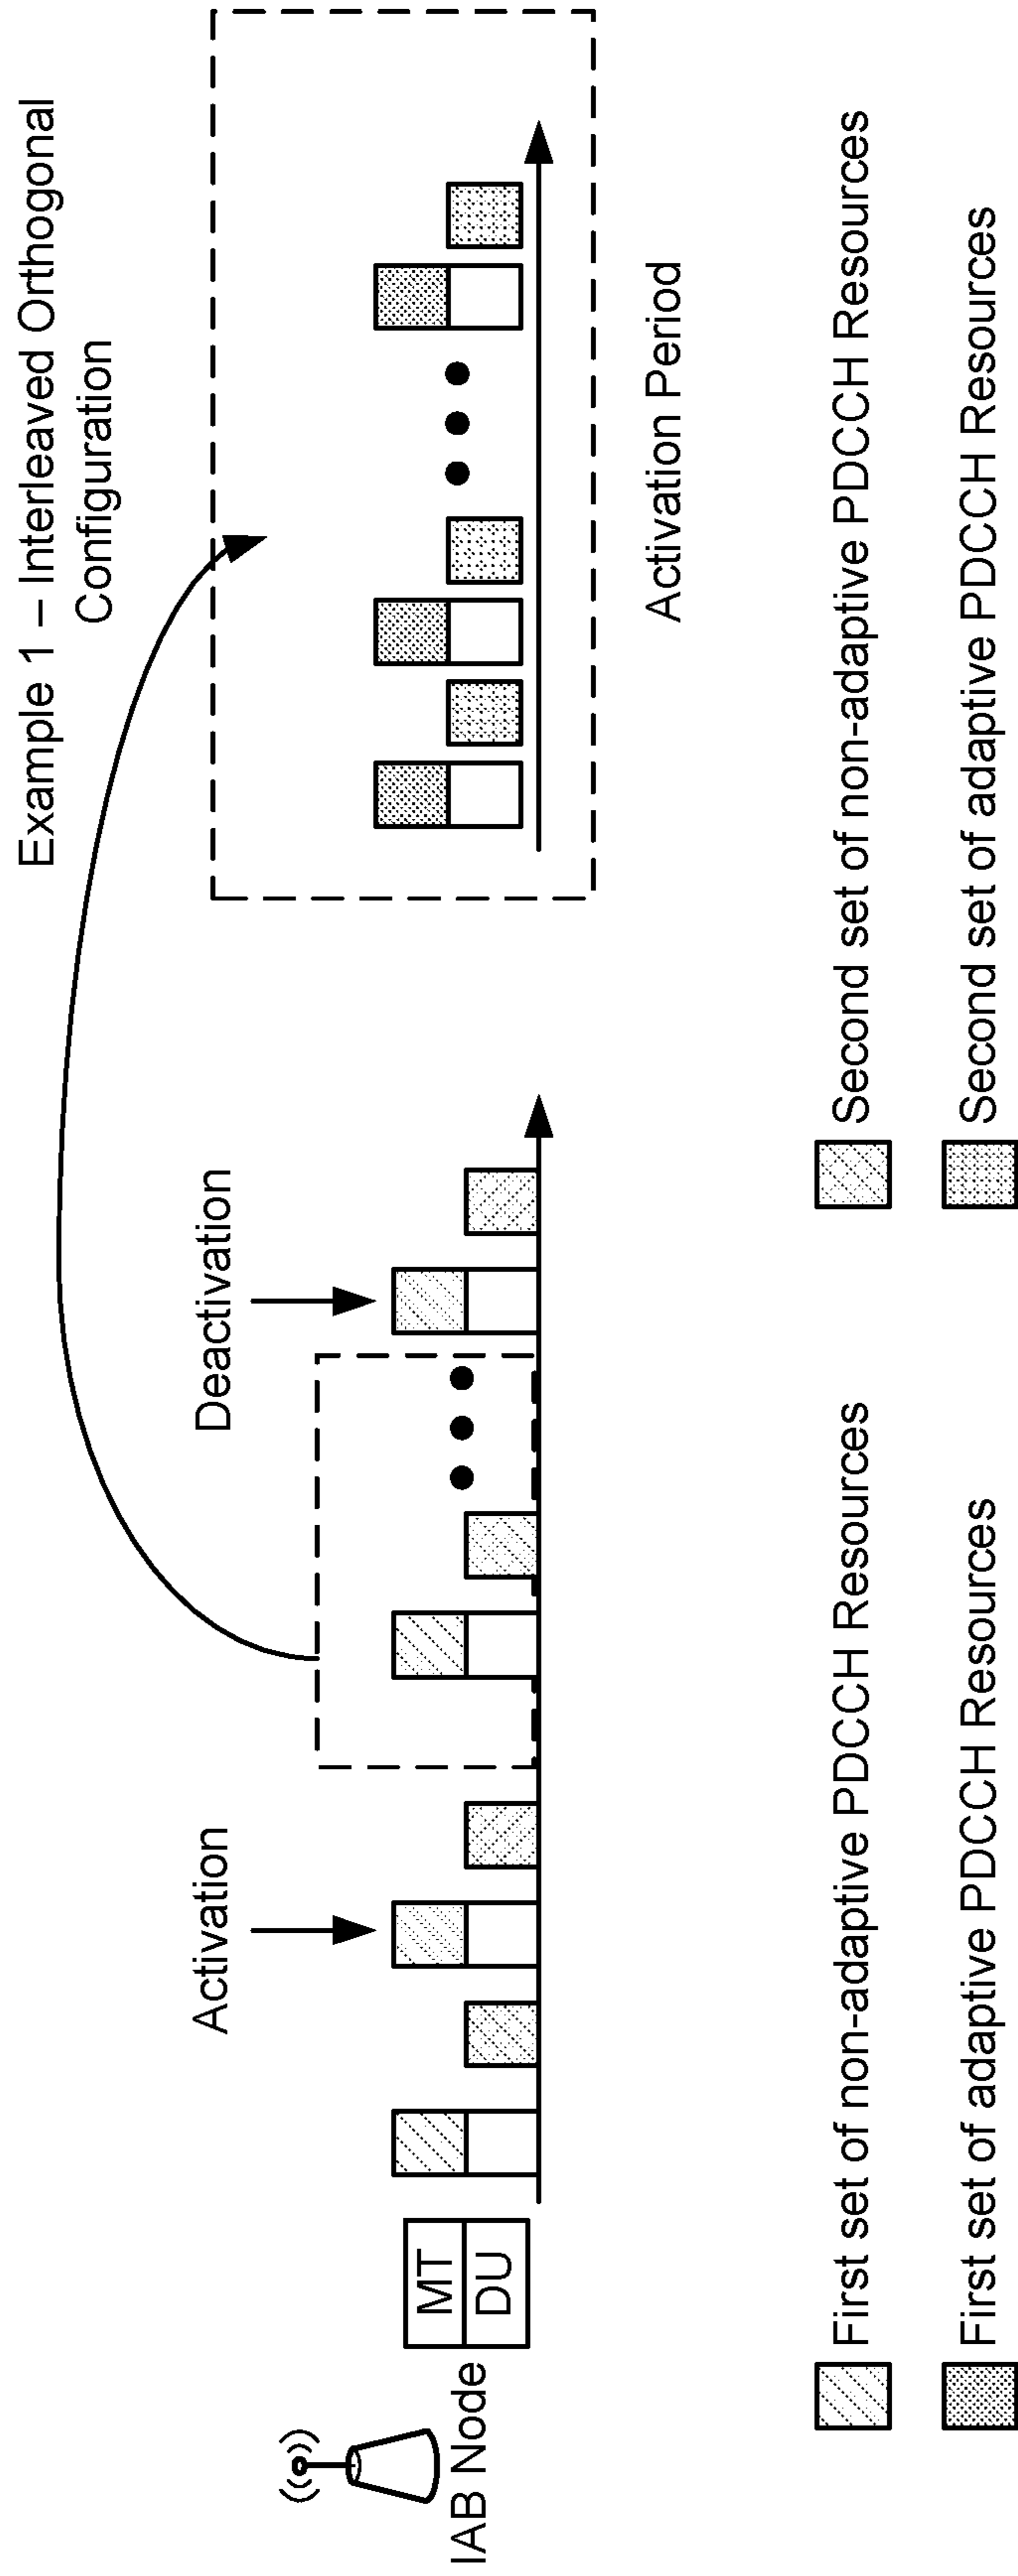 Example 1 – Interleaved Orthogonal
Configuration
Activation
Deactivation
IAB Node
MT
DU
Activation Period
First set of non-adaptive PDCCH Resources
Second set of non-adaptive PDCCH Resources
First set of adaptive PDCCH Resources
Second set of adaptive PDCCH Resources